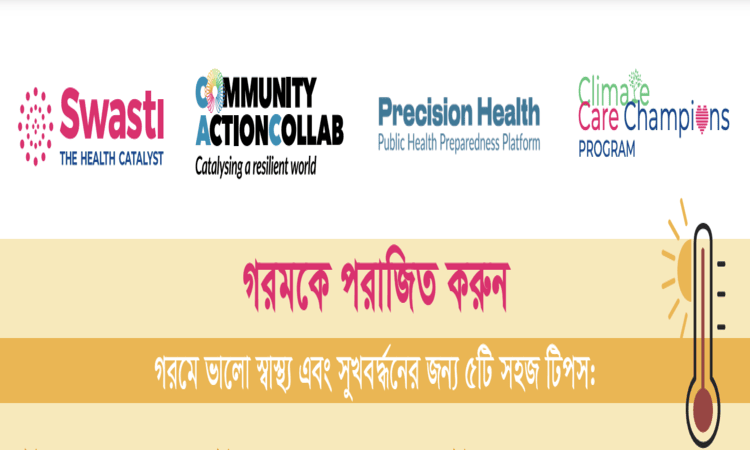 Swasti
THE HEALTH CATALYST
COMMUNITY
ACTIONCOLLAB
Catalysing a resilient world
Precision Health
Public Health Preparedness Platform
Climate
Care Champions
PROGRAM
গরমকে পরাজিত করুন
গরমে ভালো স্বাস্থ্য এবং সুখবর্দ্ধনের জন্য ৫টি সহজ টিপস: